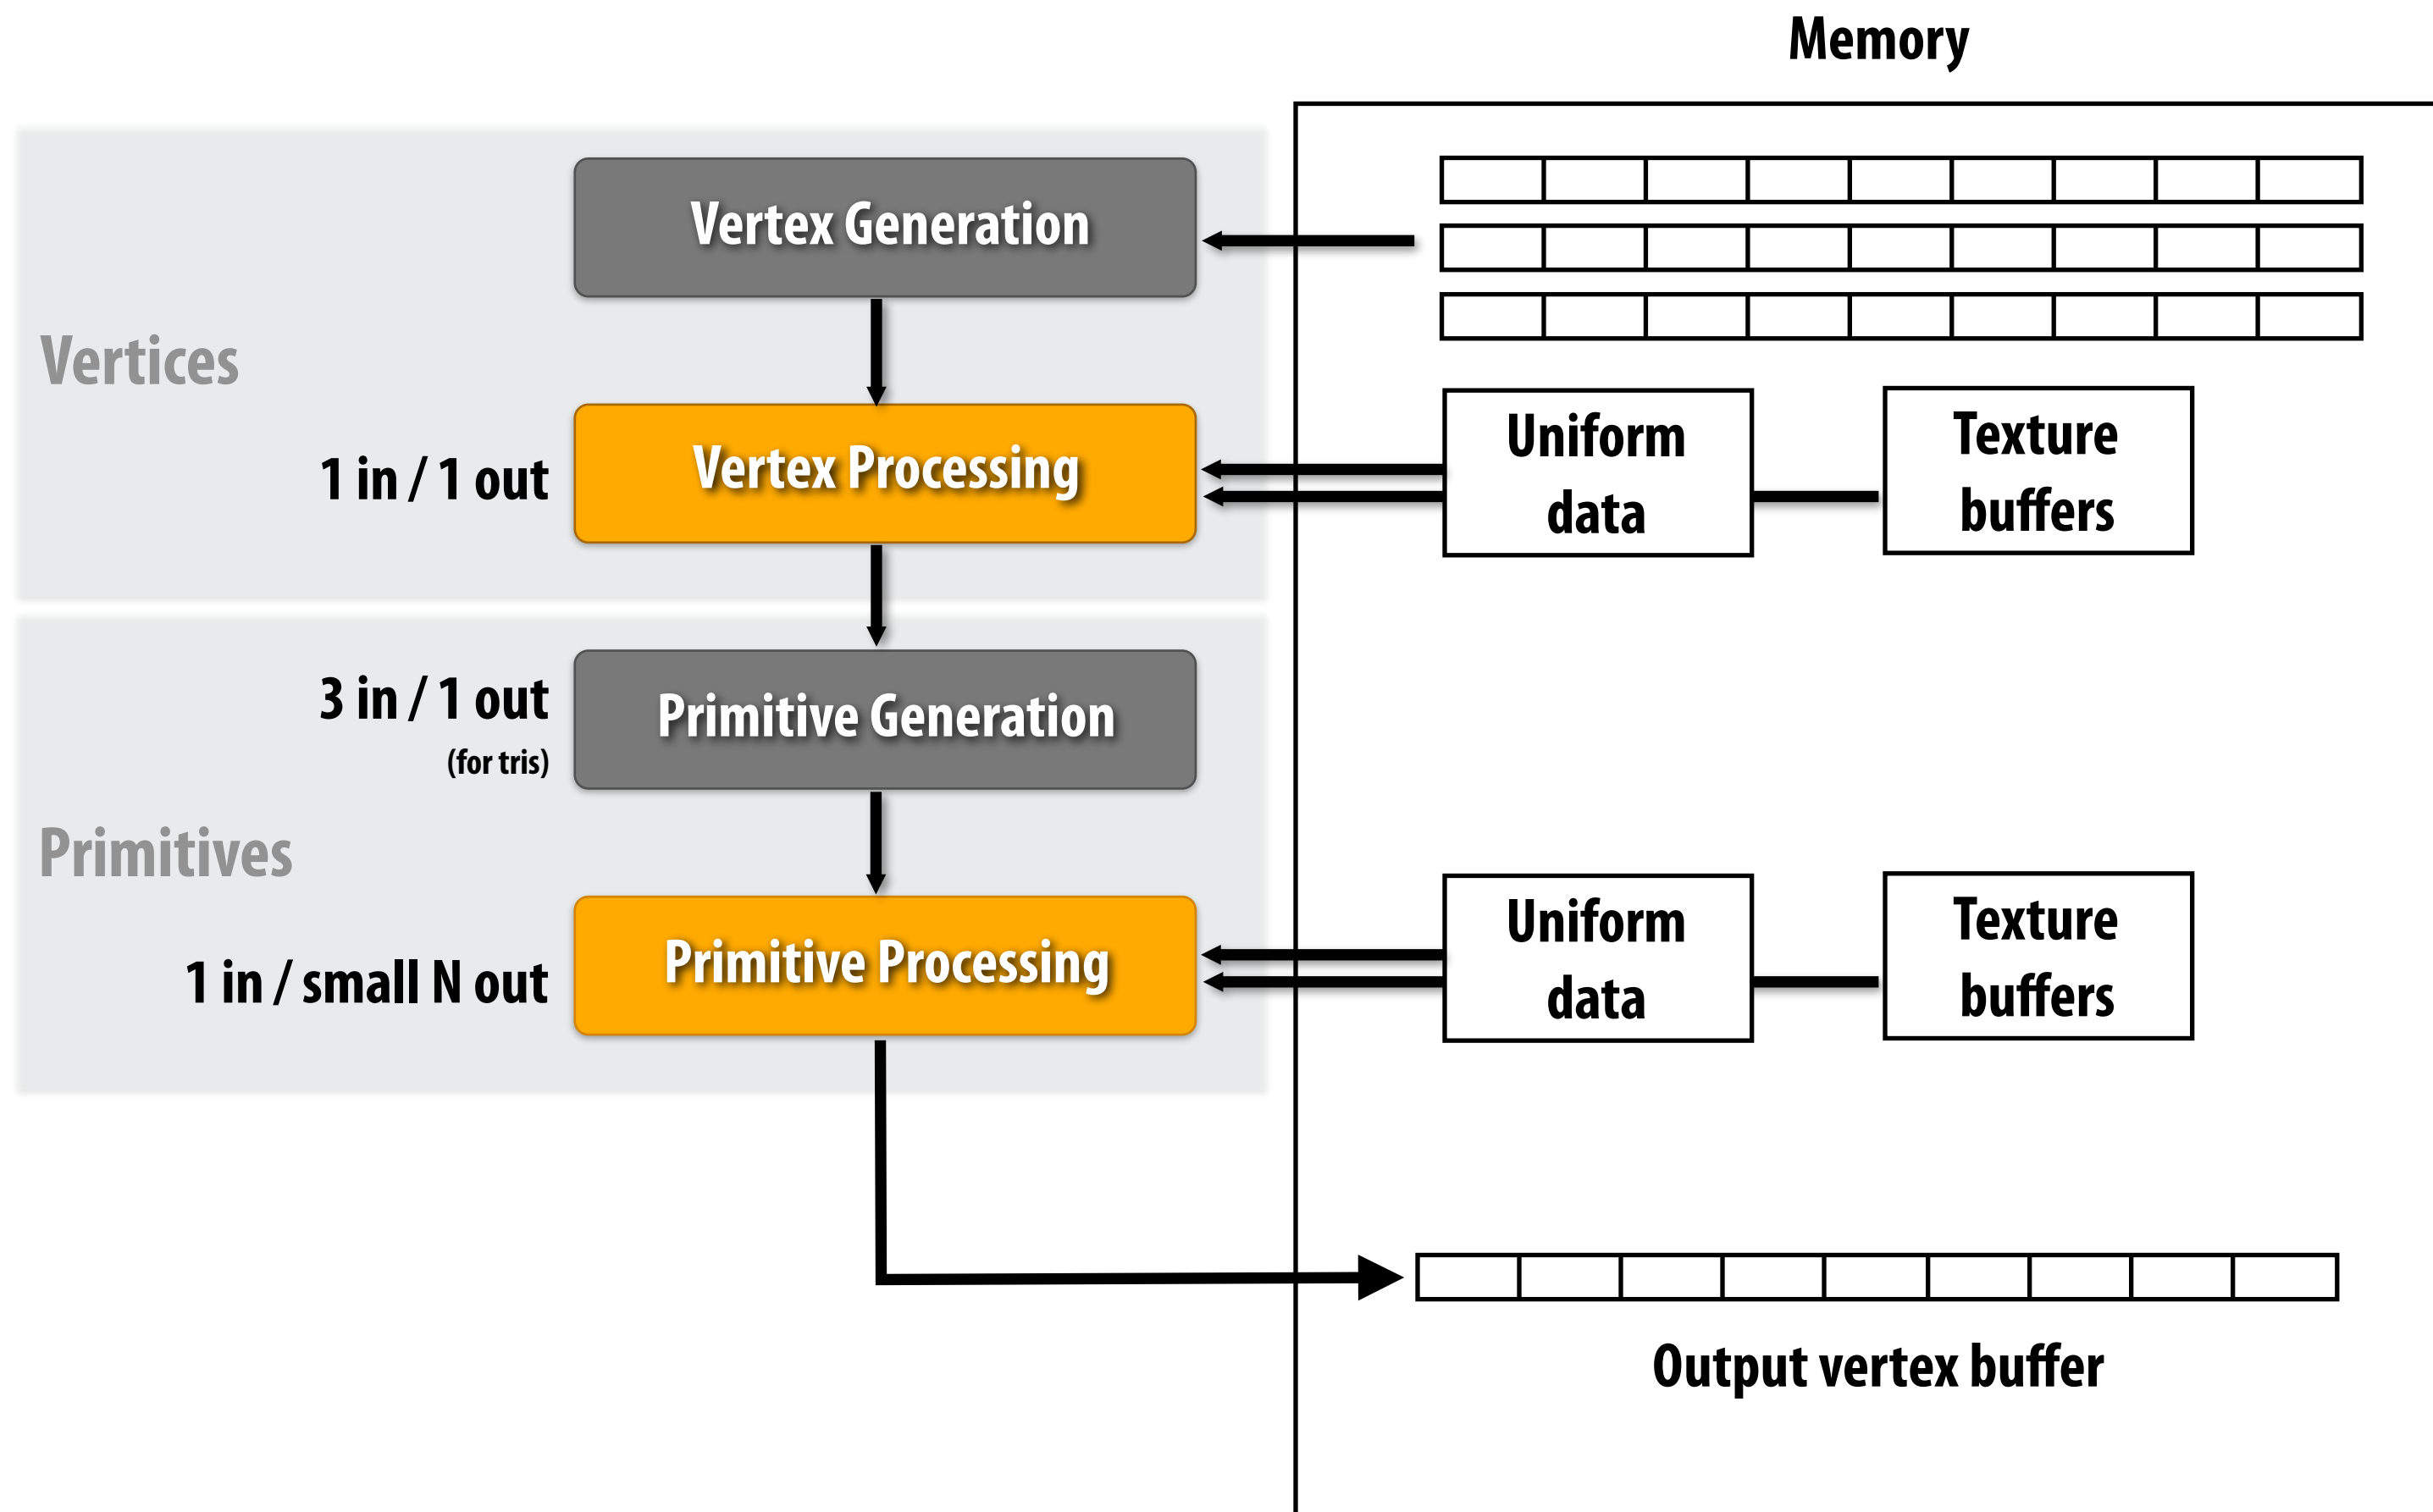 Memory
Vertex Generation
Vertices
1 in / 1 out
Vertex Processing
Uniform
data
Texture
buffers
3 in / 1 out
(for tris)
Primitive Generation
Primitives
1 in / small N out
Primitive Processing
Uniform
data
Texture
buffers
Output vertex buffer